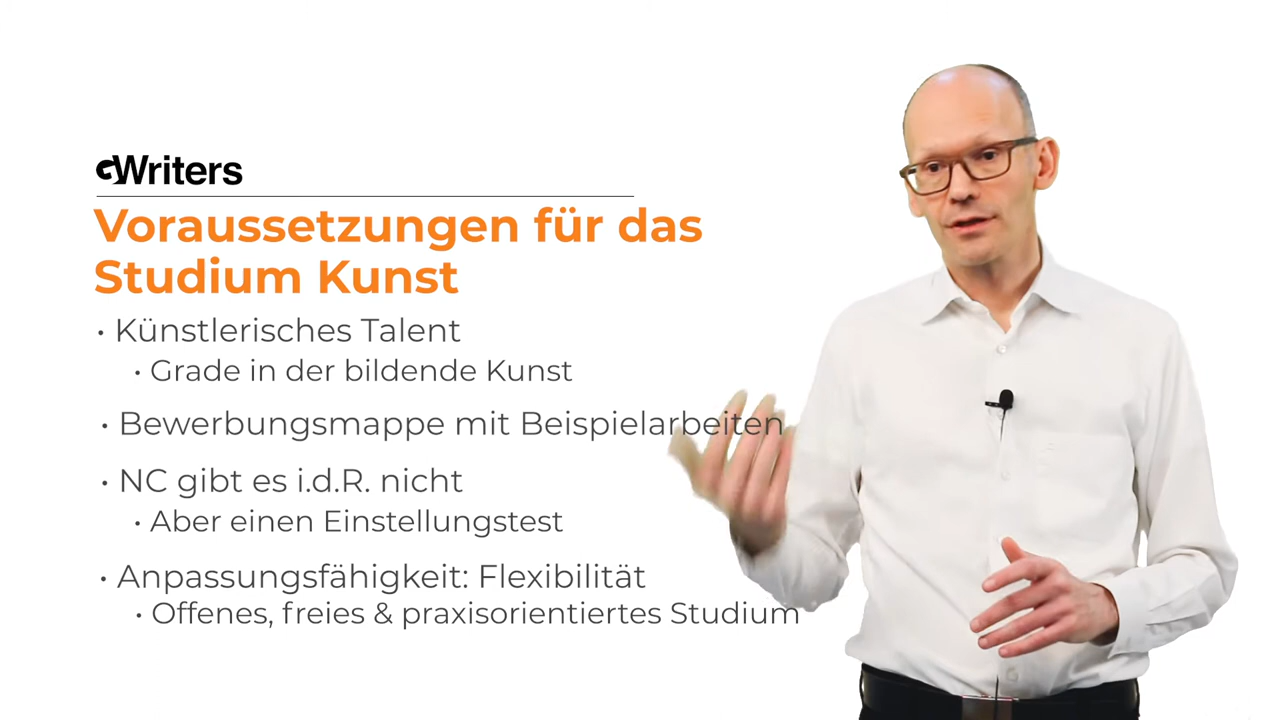 Writers
Voraussetzungen für das
Studium Kunst
• Künstlerisches Talent
• Grade in der bildende Kunst
• Bewerbungsmappe mit Beispielarbeiten
• NC gibt es i.d.R. nicht
• Aber einen Einstellungstest
• Anpassungsfähigkeit: Flexibilität
• Offenes, freies & praxisorientiertes Studium